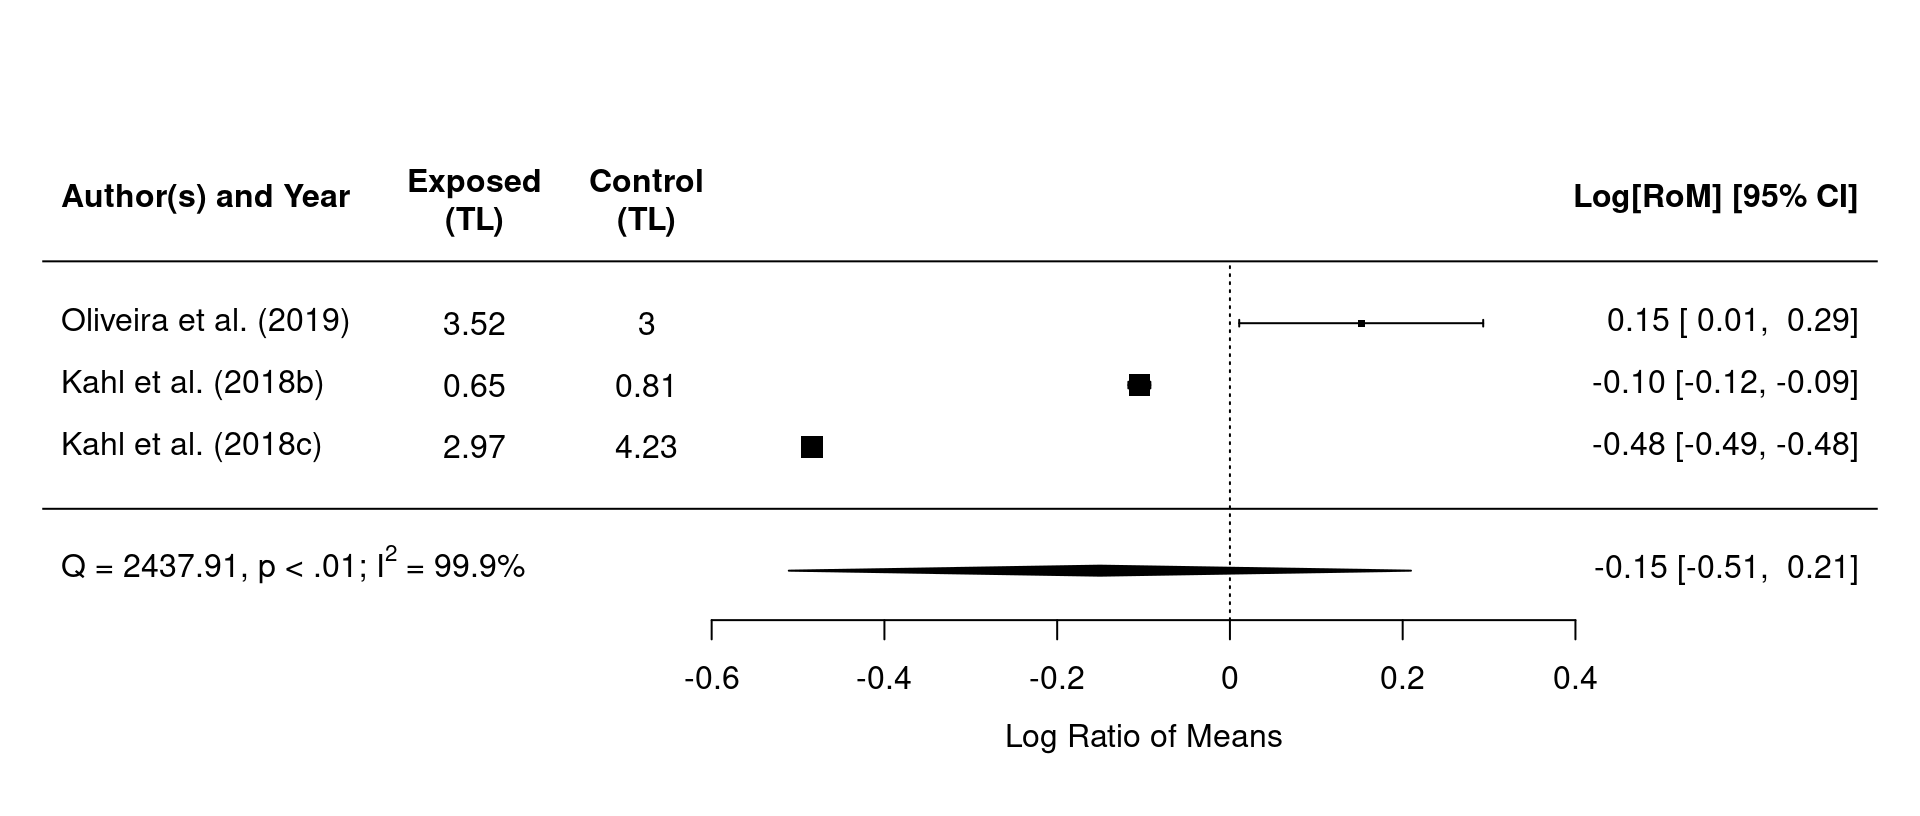 Author(s) and Year Exposed (TL) Control (TL) Log[RoM] [95% CI]
Oliveira et al. (2019) 3.52 3 0.15 [ 0.01, 0.29]
Kahl et al. (2018b) 0.65 0.81 -0.10 [-0.12, -0.09]
Kahl et al. (2018c) 2.97 4.23 -0.48 [-0.49, -0.48]
Q = 2437.91, p < .01; I² = 99.9% -0.15 [-0.51, 0.21]
-0.6 -0.4 -0.2 0 0.2 0.4
Log Ratio of Means